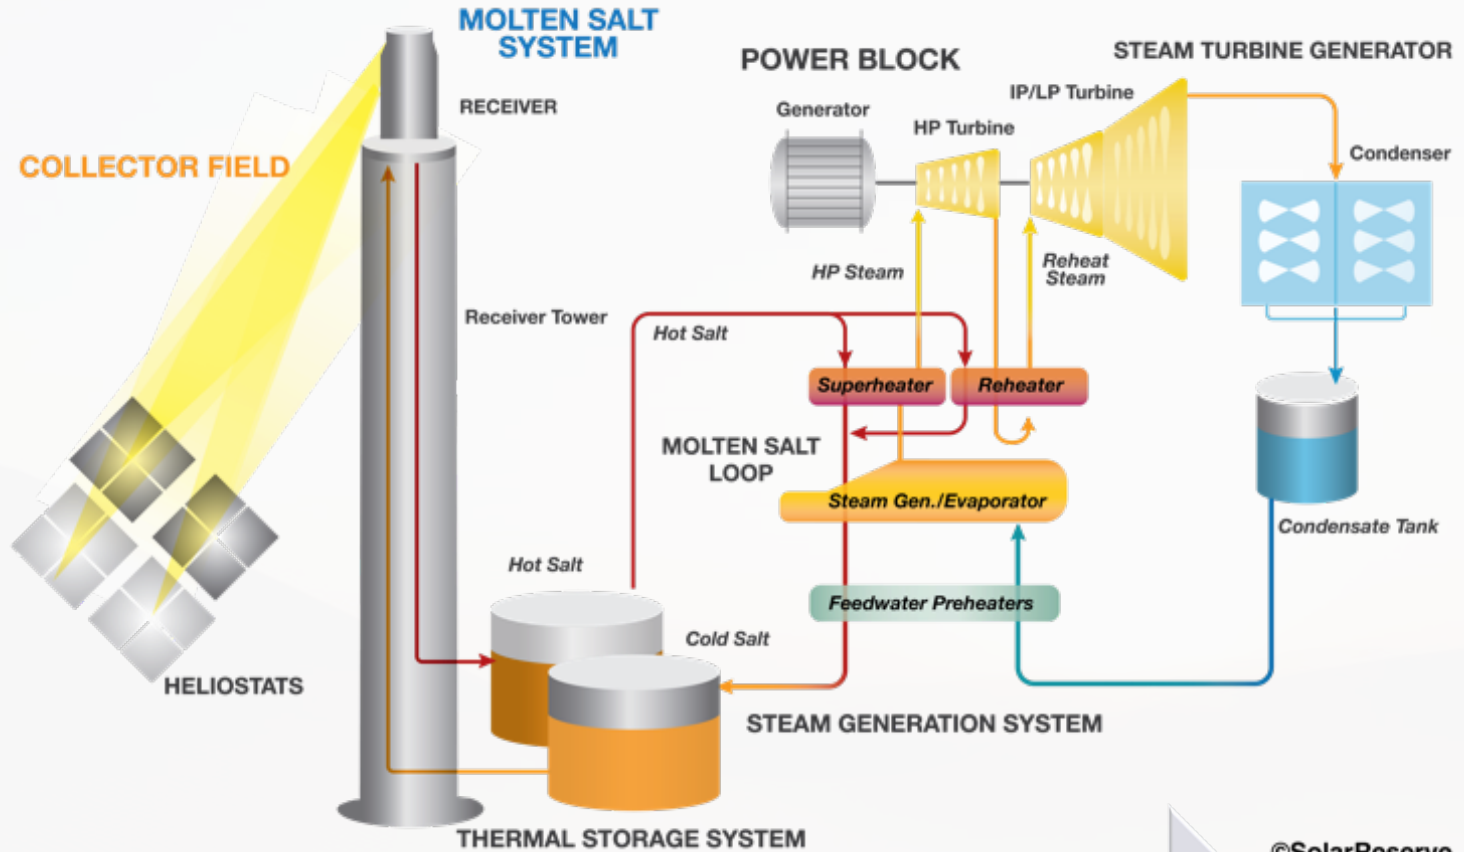 MOLTEN SALT
SYSTEM
POWER BLOCK
STEAM TURBINE GENERATOR
IP/LP Turbine
RECEIVER
Generator
HP Turbine
Condenser
COLLECTOR FIELD
HP Steam
Reheat
Steam
Receiver Tower
Hot Salt
Superheater
Reheater
MOLTEN SALT
LOOP
Steam Gen./Evaporator
Condensate Tank
Hot Salt
Feedwater Preheaters
Cold Salt
HELIOSTATS
STEAM GENERATION SYSTEM
THERMAL STORAGE SYSTEM
©SolarReserve